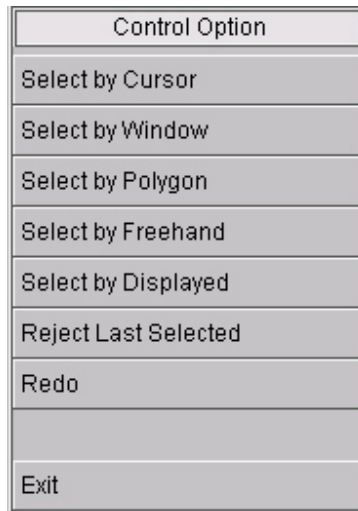 Control Option
Select by Cursor
Select by Window
Select by Polygon
Select by Freehand
Select by Displayed
Reject Last Selected
Redo
Exit